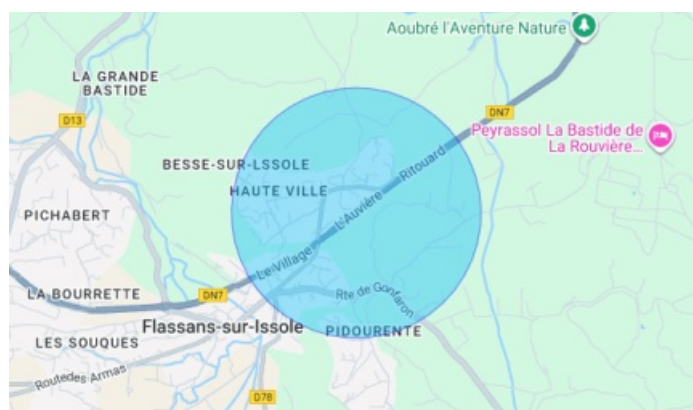 Aoubré l'Aventure Nature
LA GRANDE
BASTIDE
DN7
D13
Peyrassol La Bastide de
La Rouvière...
BESSE-SUR-LSSOLE
Ritouard
HAUTE VILLE
L'Auvière
PICHABERT
Le Village
LA BOURRETTE
DN7
Rte de Gonfaron
Flassans-sur-Issole
PIDOURENTE
LES SOUQUES
Routedes Armas
D78